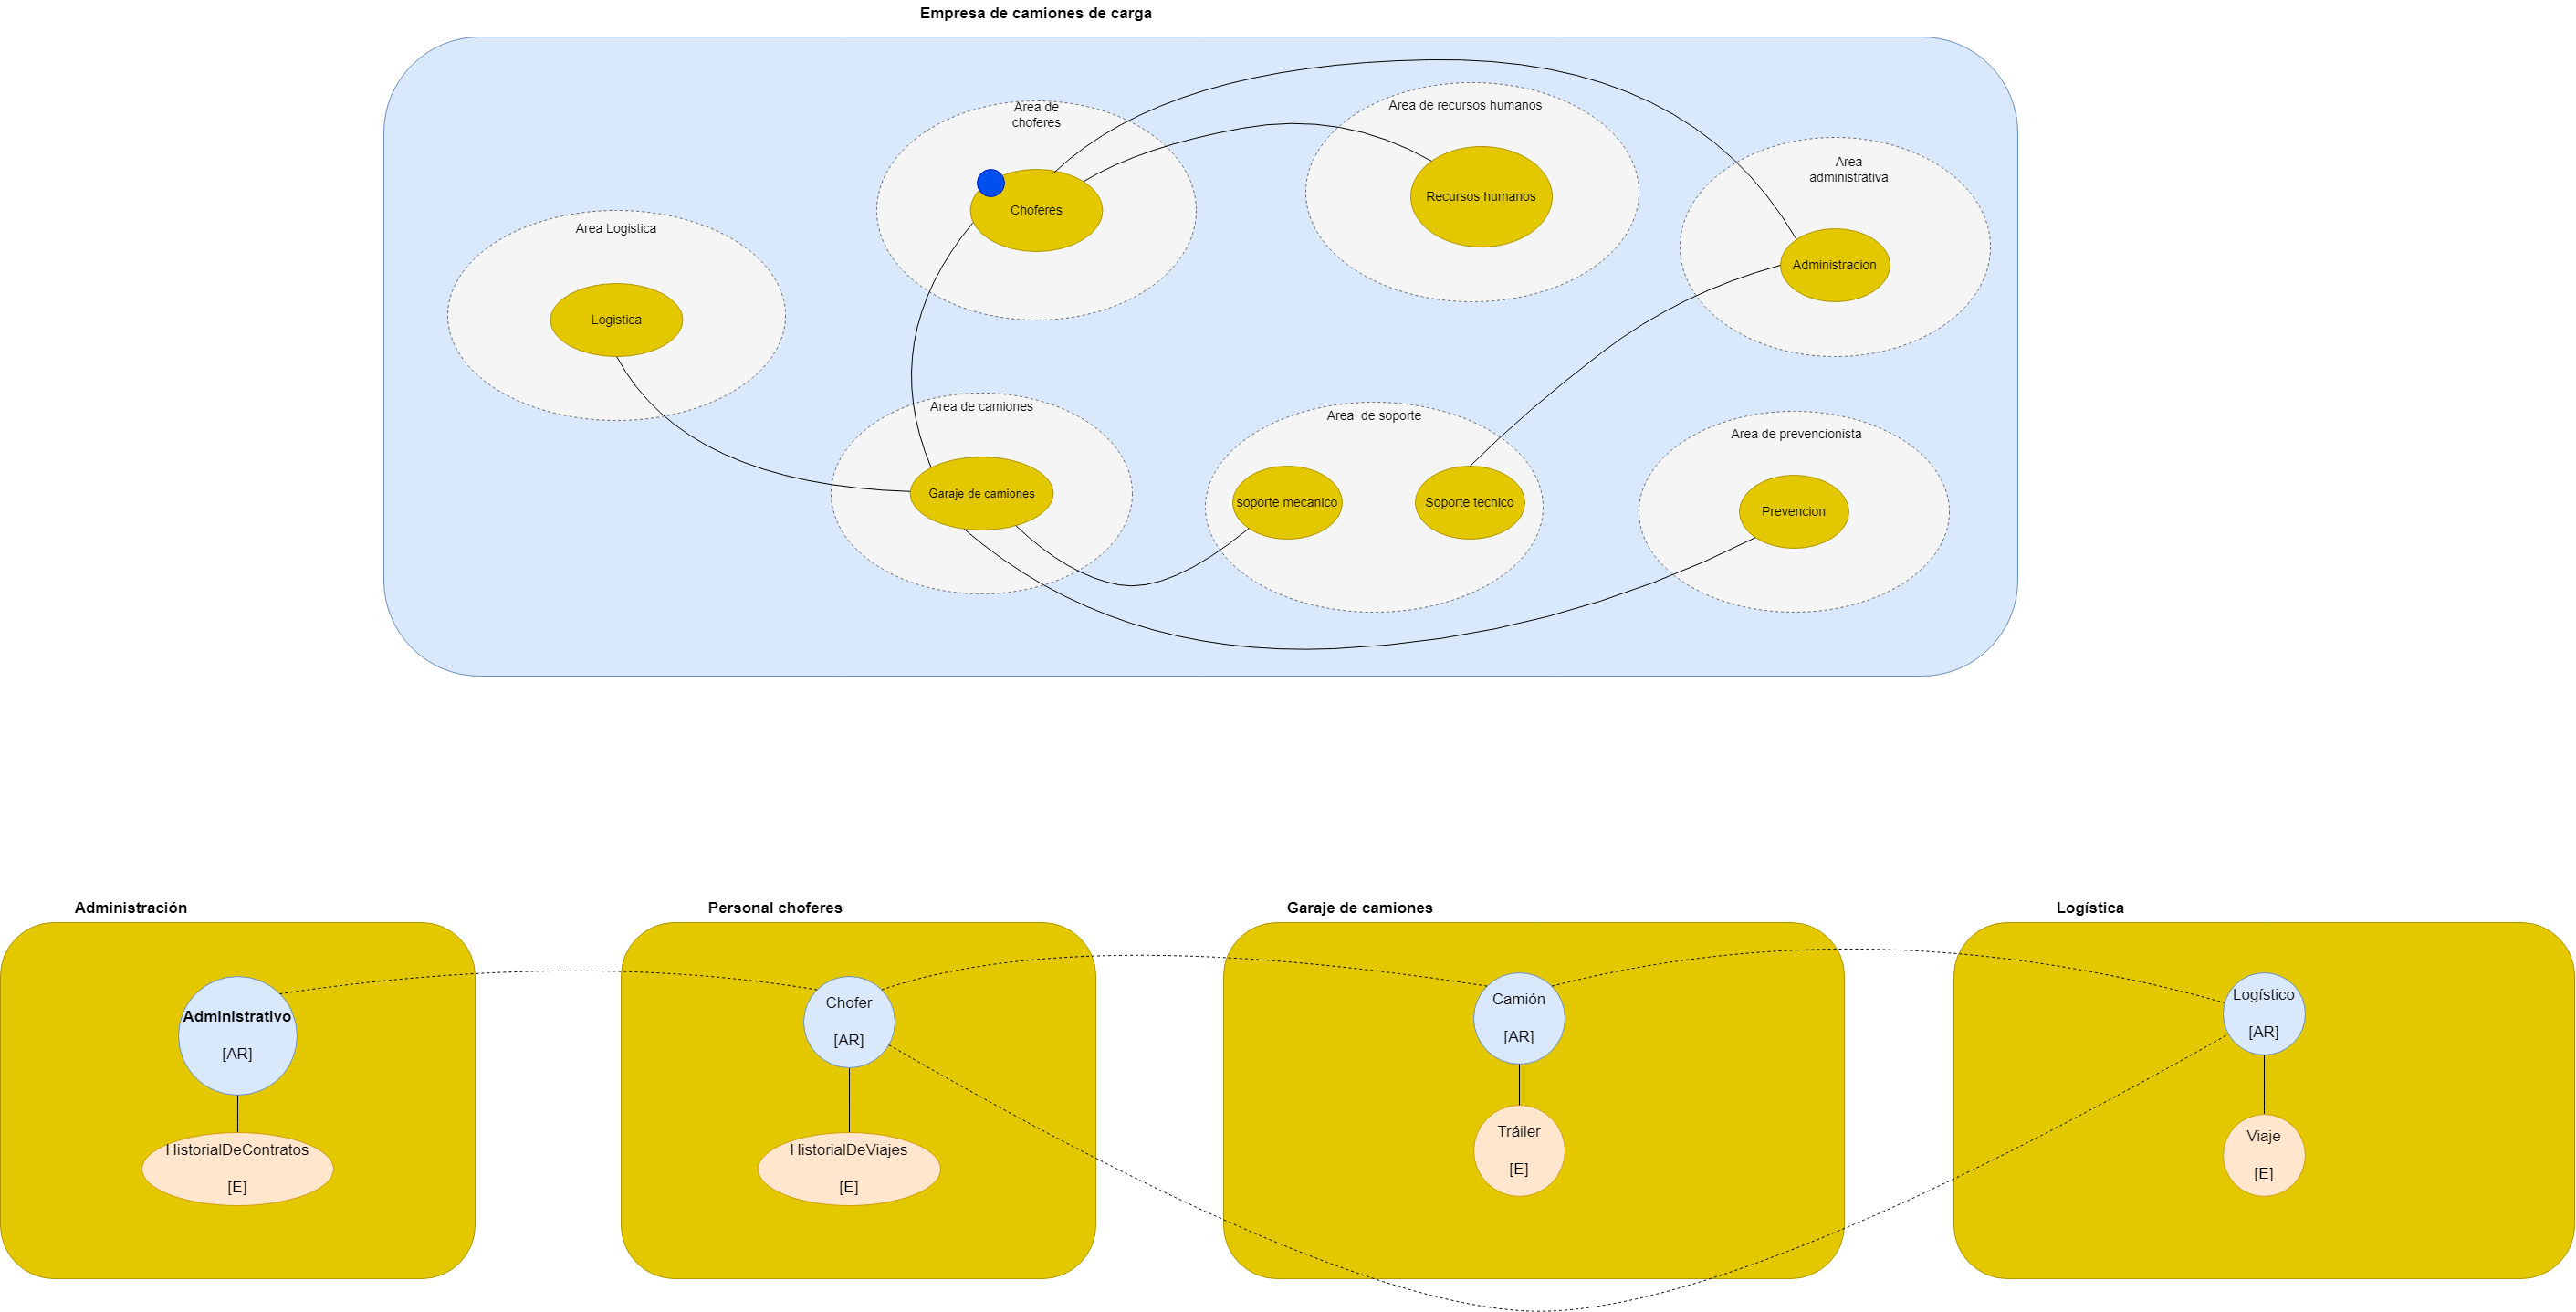 Empresa de camiones de carga
Area de
choferes
Area de recursos humanos
Area
administrativa
Choferes
Recursos humanos
Area Logistica
Administracion
Logistica
Area de camiones
Area  de soporte
Area de prevencionista
Garaje de camiones
soporte mecanico
Soporte tecnico
Prevencion
Administración
Personal choferes
Garaje de camiones
Logística
Administrativo
[AR]
Chofer
[AR]
Camión
[AR]
Logístico
[AR]
HistorialDeContratos
[E]
HistorialDeViajes
[E]
Tráiler
[E]
Viaje
[E]